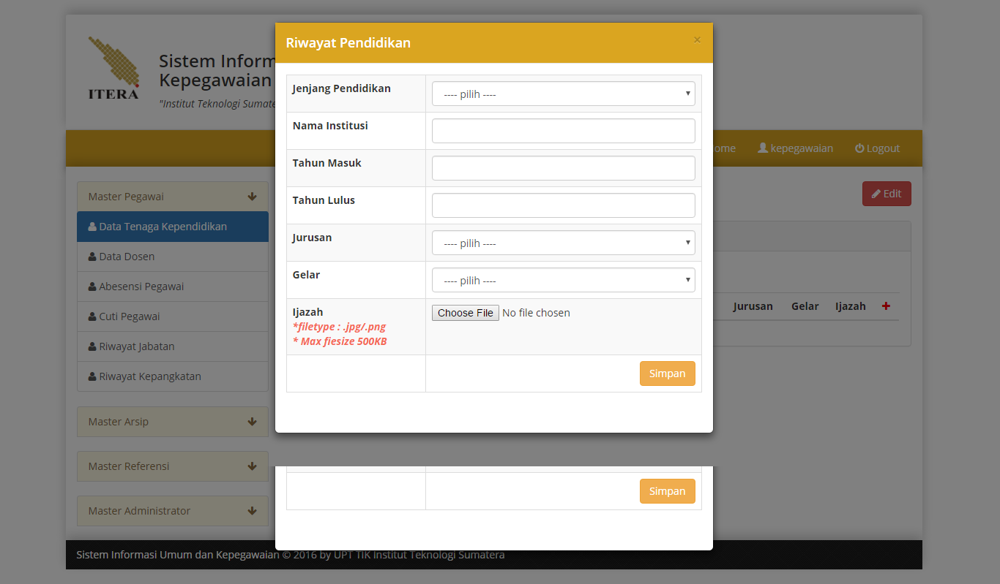 ITERA
Sistem Inform
Kepegawaian
"Institut Teknologi Sumate
ome kepegawaian Logout
Master Pegawai
Data Tenaga Kependidikan
Data Dosen
Abesensi Pegawai
Cuti Pegawai
Riwayat Jabatan
Riwayat Kepangkatan
Master Arsip
Master Referensi
Master Administrator
Edit
Jurusan Gelar Ijazah
Riwayat Pendidikan ×
Jenjang Pendidikan ---- pilih ----
Nama Institusi
Tahun Masuk
Tahun Lulus
Jurusan ---- pilih ----
Gelar ---- pilih ----
Ijazah Choose File No file chosen
*filetype : .jpg/.png
* Max fiesize 500KB
Simpan
Simpan
Sistem Informasi Umum dan Kepegawaian © 2016 by UPT TIK Institut Teknologi Sumatera